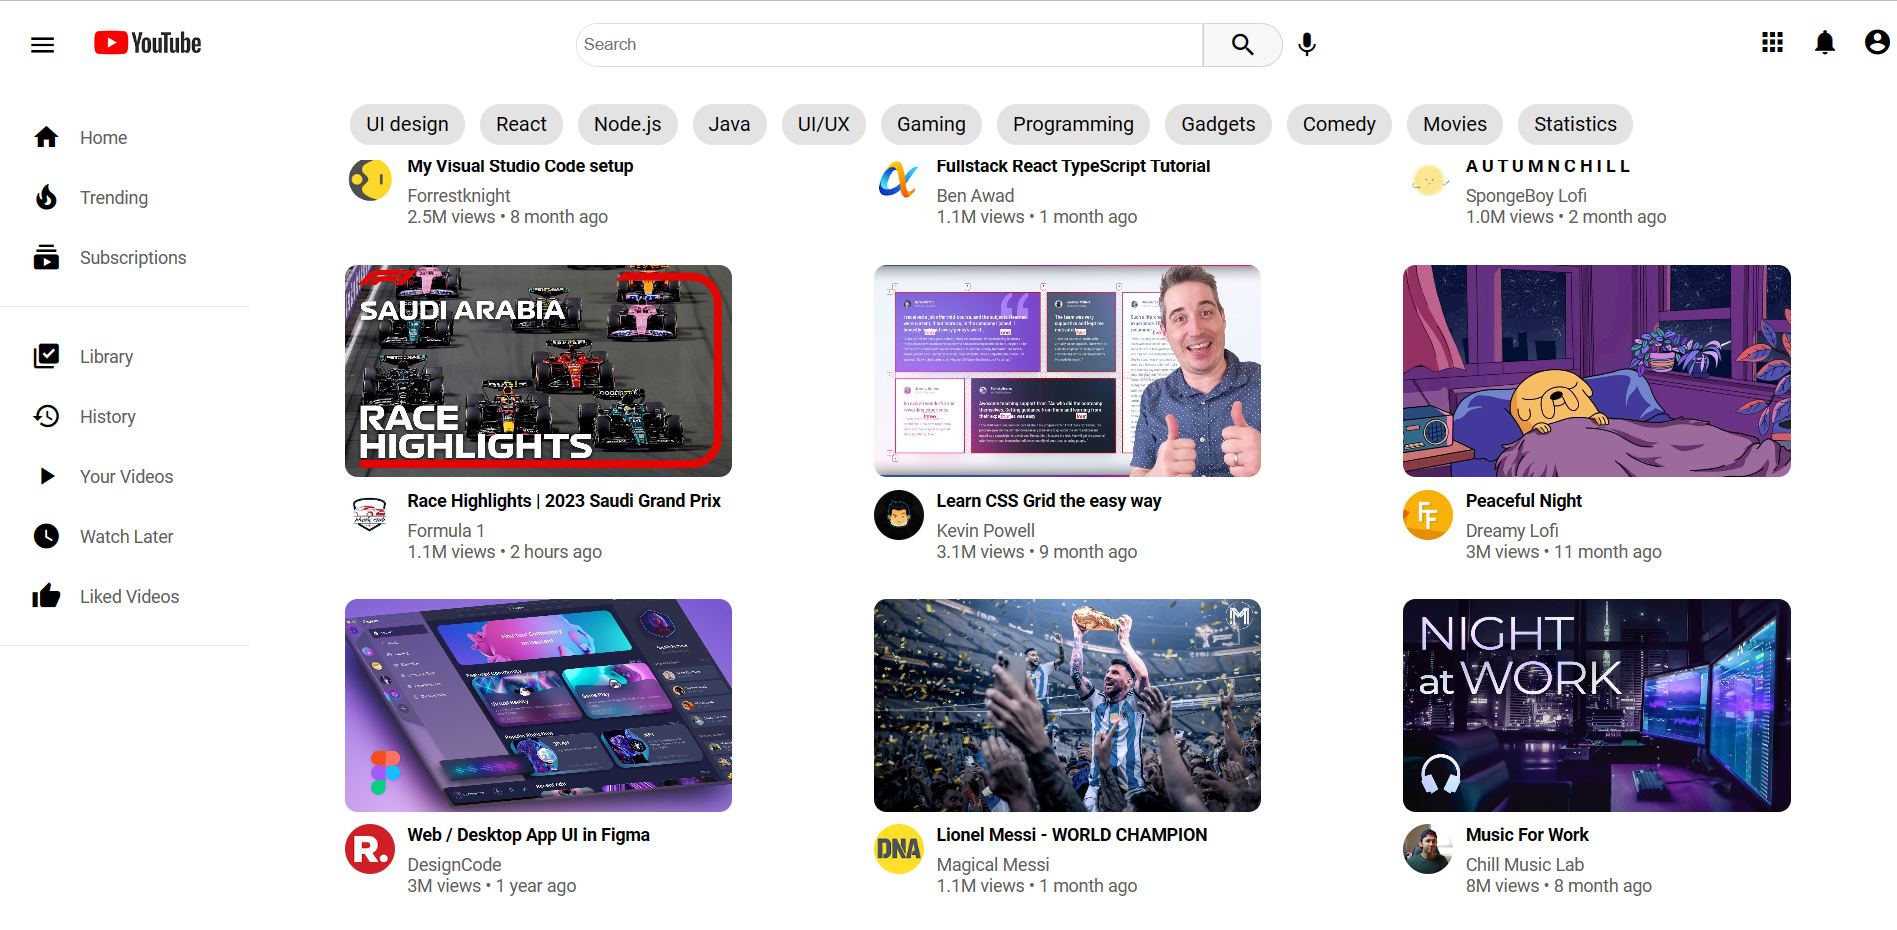 YouTube
Search
UI design
React
Node.js
Java
UI/UX
Gaming
Programming
Gadgets
Comedy
Movies
Statistics
Home
Trending
Subscriptions
Library
History
Your Videos
Watch Later
Liked Videos
My Visual Studio Code setup
Forrestknight
2.5M views • 8 month ago
Fullstack React TypeScript Tutorial
Ben Awad
1.1M views • 1 month ago
A U T U M N C H I L L
SpongeBoy Lofi
1.0M views • 2 month ago
SAUDI ARABIA
RACE
HIGHLIGHTS
Race Highlights | 2023 Saudi Grand Prix
Formula 1
1.1M views • 2 hours ago
Learn CSS Grid the easy way
Kevin Powell
3.1M views • 9 month ago
FF
Peaceful Night
Dreamy Lofi
3M views • 11 month ago
R.
Web / Desktop App UI in Figma
DesignCode
3M views • 1 year ago
M
DNA
Lionel Messi - WORLD CHAMPION
Magical Messi
1.1M views • 1 month ago
NIGHT
at WORK
Music For Work
Chill Music Lab
8M views • 8 month ago